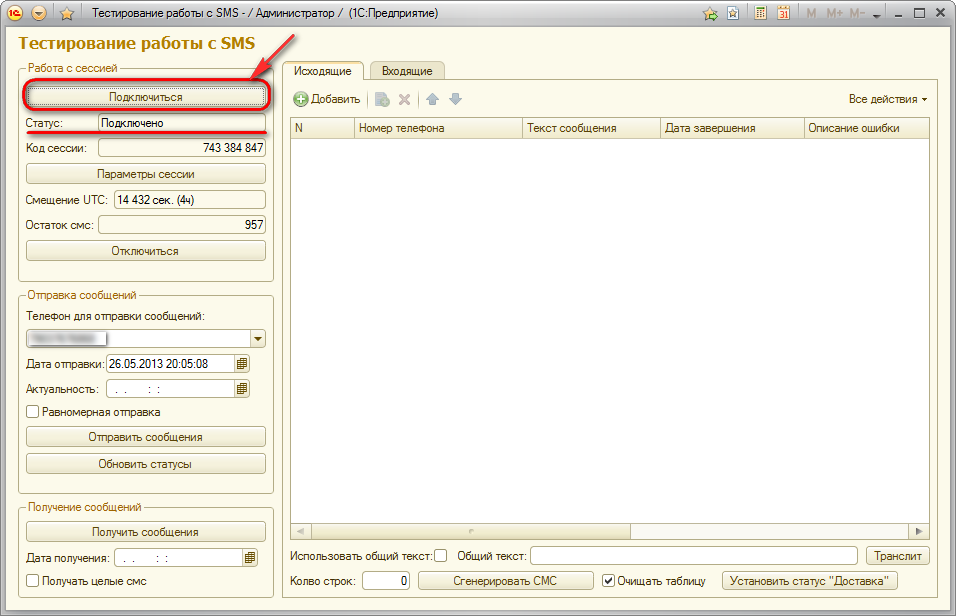 Тестирование работы с SMS - / Администратор / (1С:Предприятие)
M M+ M-
31
Тестирование работы с SMS
Работа с сессией
Подключиться
Статус: Подключено
Код сессии: 743 384 847
Параметры сессии
Смещение UTC: 14 432 сек. (4ч)
Остаток смс: 957
Отключиться
Отправка сообщений
Телефон для отправки сообщений:
Дата отправки: 26.05.2013 20:05:08
Актуальность: . . : :
Равномерная отправка
Отправить сообщения
Обновить статусы
Получение сообщений
Получить сообщения
Дата получения: . . : :
Получать целые смс
Исходящие Входящие
Добавить Все действия
N Номер телефона Текст сообщения Дата завершения Описание ошибки
Использовать общий текст: Общий текст: Транслит
Колво строк: 0 Сгенерировать СМС Очищать таблицу Установить статус "Доставка"